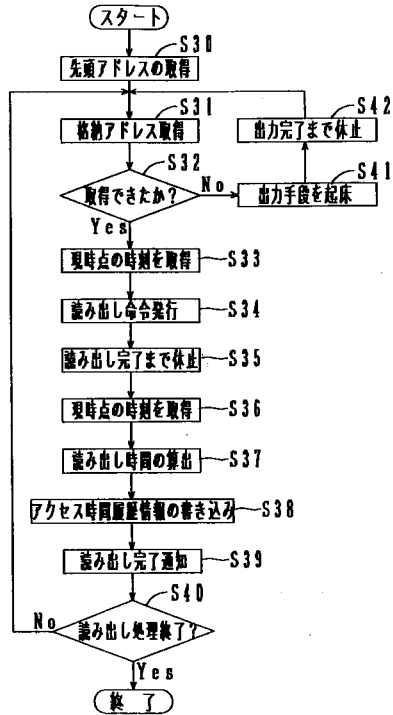 スタート
S30
先頭アドレスの取得
S31
格納アドレス取得
S42
出力完了まで休止
S32
取得できたか?
No
S41
出力手段を起床
Yes
現時点の時刻を取得
S33
読み出し命令発行
S34
読み出し完了まで休止
S35
現時点の時刻を取得
S36
読み出し時間の算出
S37
アクセス時間履歴情報の書き込み
S38
読み出し完了通知
S39
S40
No
読み出し処理終了?
Yes
終 了